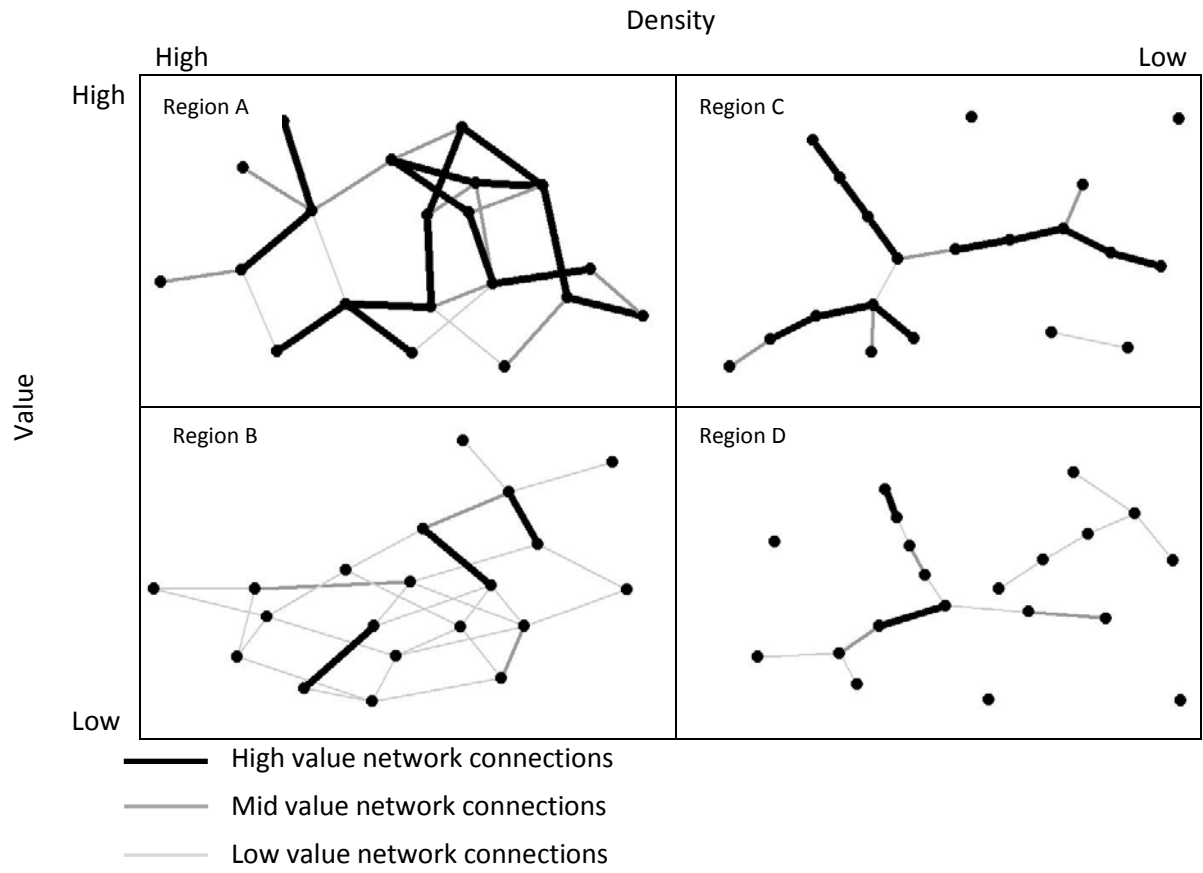 Density
High
Low
High
Value
Low
Region A
Region C
Region B
Region D
High value network connections
Mid value network connections
Low value network connections